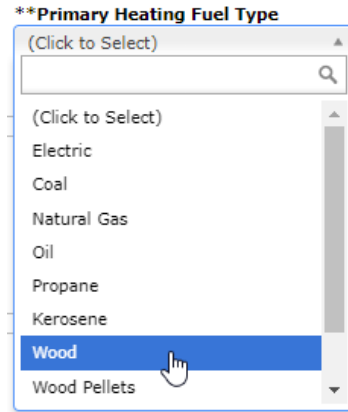 **Primary Heating Fuel Type
(Click to Select)
(Click to Select)
Electric
Coal
Natural Gas
Oil
Propane
Kerosene
Wood
Wood Pellets